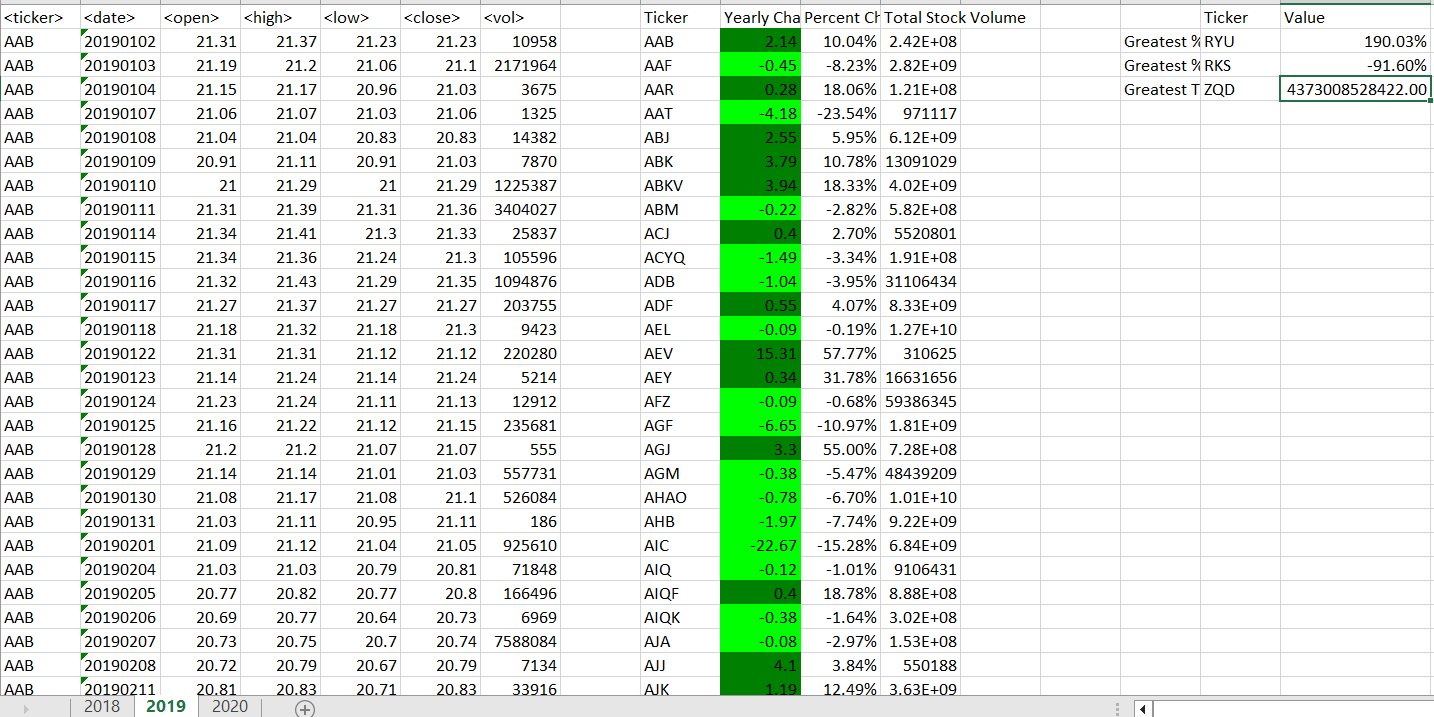 <ticker> <date> <open> <high> <low> <close> <vol> Ticker Yearly Cha Percent Ch Total Stock Volume Ticker Value
AAB 20190102 21.31 21.37 21.23 21.23 10958 AAB 2.14 10.04% 2.42E+08 Greatest % RYU 190.03%
AAB 20190103 21.19 21.2 21.06 21.1 2171964 AAF -0.45 -8.23% 2.82E+09 Greatest % RKS -91.60%
AAB 20190104 21.15 21.17 20.96 21.03 3675 AAR 0.28 18.06% 1.21E+08 Greatest T ZQD 4373008528422.00
AAB 20190107 21.06 21.07 21.03 21.06 1325 AAT -4.18 -23.54% 971117
AAB 20190108 21.04 21.04 20.83 20.83 14382 ABJ 2.55 5.95% 6.12E+09
AAB 20190109 20.91 21.11 20.91 21.03 7870 ABK 3.79 10.78% 13091029
AAB 20190110 21 21.29 21 21.29 1225387 ABKV 3.94 18.33% 4.02E+09
AAB 20190111 21.31 21.39 21.31 21.36 3404027 ABM -0.22 -2.82% 5.82E+08
AAB 20190114 21.34 21.41 21.3 21.33 25837 ACJ 0.4 2.70% 5520801
AAB 20190115 21.34 21.36 21.24 21.3 105596 ACYQ -1.49 -3.34% 1.91E+08
AAB 20190116 21.32 21.43 21.29 21.35 1094876 ADB -1.04 -3.95% 31106434
AAB 20190117 21.27 21.37 21.27 21.27 203755 ADF 0.55 4.07% 8.33E+09
AAB 20190118 21.18 21.32 21.18 21.3 9423 AEL -0.09 -0.19% 1.27E+10
AAB 20190122 21.31 21.31 21.12 21.12 220280 AEV 15.31 57.77% 310625
AAB 20190123 21.14 21.24 21.14 21.24 5214 AEY 0.34 31.78% 16631656
AAB 20190124 21.23 21.24 21.11 21.13 12912 AFZ -0.09 -0.68% 59386345
AAB 20190125 21.16 21.22 21.12 21.15 235681 AGF -6.65 -10.97% 1.81E+09
AAB 20190128 21.2 21.2 21.07 21.07 555 AGJ 3.3 55.00% 7.28E+08
AAB 20190129 21.14 21.14 21.01 21.03 557731 AGM -0.38 -5.47% 48439209
AAB 20190130 21.08 21.17 21.08 21.1 526084 AHAO -0.78 -6.70% 1.01E+10
AAB 20190131 21.03 21.11 20.95 21.11 186 AHB -1.97 -7.74% 9.22E+09
AAB 20190201 21.09 21.12 21.04 21.05 925610 AIC -22.67 -15.28% 6.84E+09
AAB 20190204 21.03 21.03 20.79 20.81 71848 AIQ -0.12 -1.01% 9106431
AAB 20190205 20.77 20.82 20.77 20.8 166496 AIQF 0.4 18.78% 8.88E+08
AAB 20190206 20.69 20.77 20.64 20.73 6969 AIQK -0.38 -1.64% 3.02E+08
AAB 20190207 20.73 20.75 20.7 20.74 7588084 AJA -0.08 -2.97% 1.53E+08
AAB 20190208 20.72 20.79 20.67 20.79 7134 AJJ 4.1 3.84% 550188
AAB 20190211 20.81 20.83 20.71 20.83 33916 AJK 1.19 12.49% 3.63E+09
2018 2019 2020